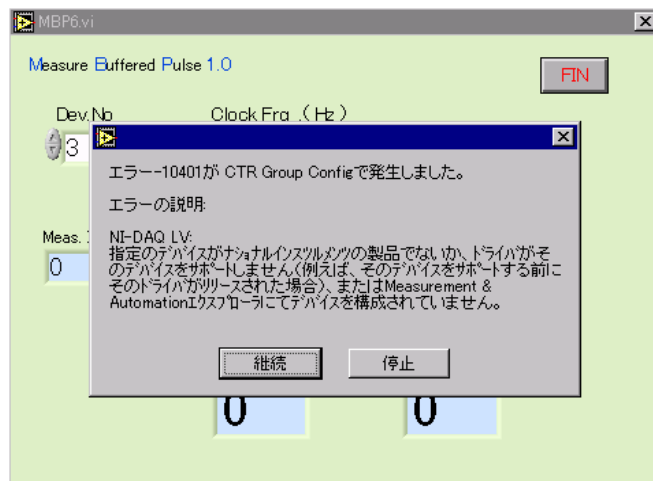 MBP6.vi
Measure Buffered Pulse 1.0
FIN
Dev.No Clock Frq .( Hz )
3
エラー-10401が CTR Group Configで発生しました。
エラーの説明:
NI-DAQ LV:
指定のデバイスがナショナルインスツルメンツの製品でないか、ドライバがそ
のデバイスをサポートしません(例えば、そのデバイスをサポートする前に
そのドライバがリリースされた場合)、またはMeasurement &
Automationエクスプローラにてデバイスを構成されていません。
Meas.
0
継続 停止
0 0